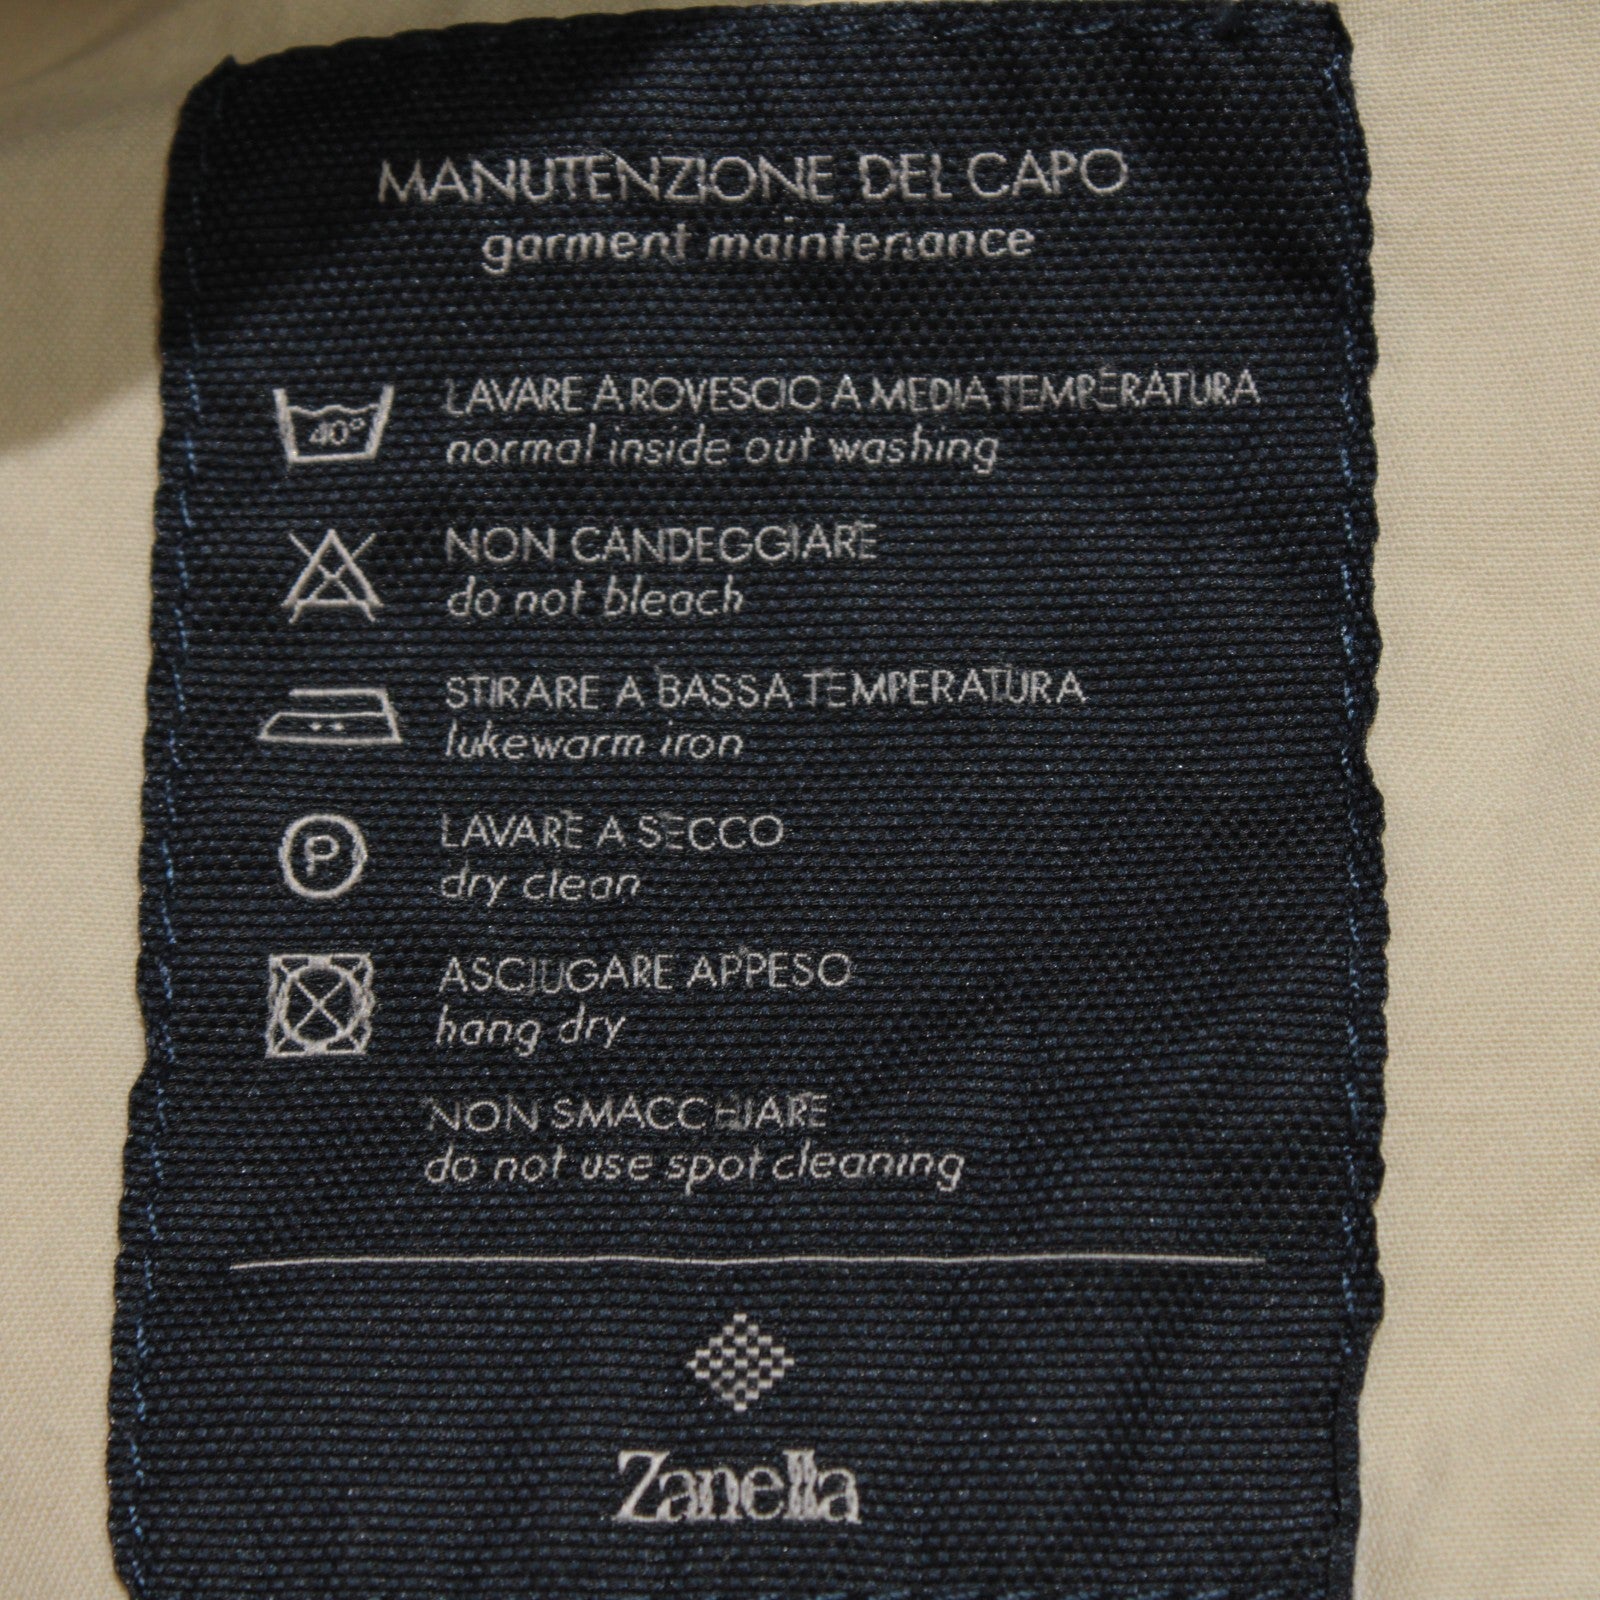 MANUTENZIONE DEL CAPO
garment maintenance
40°
LAVARE A ROVESCIO A MEDIA TEMPERATURA
normal inside out washing
NON CANDEGGIARE
do not bleach
STIRARE A BASSA TEMPERATURA
lukewarm iron
P
LAVARE A SECCO
dry clean
ASCIUGARE APPESO
hang dry
NON SMACCHIARE
do not use spot cleaning
Zanella